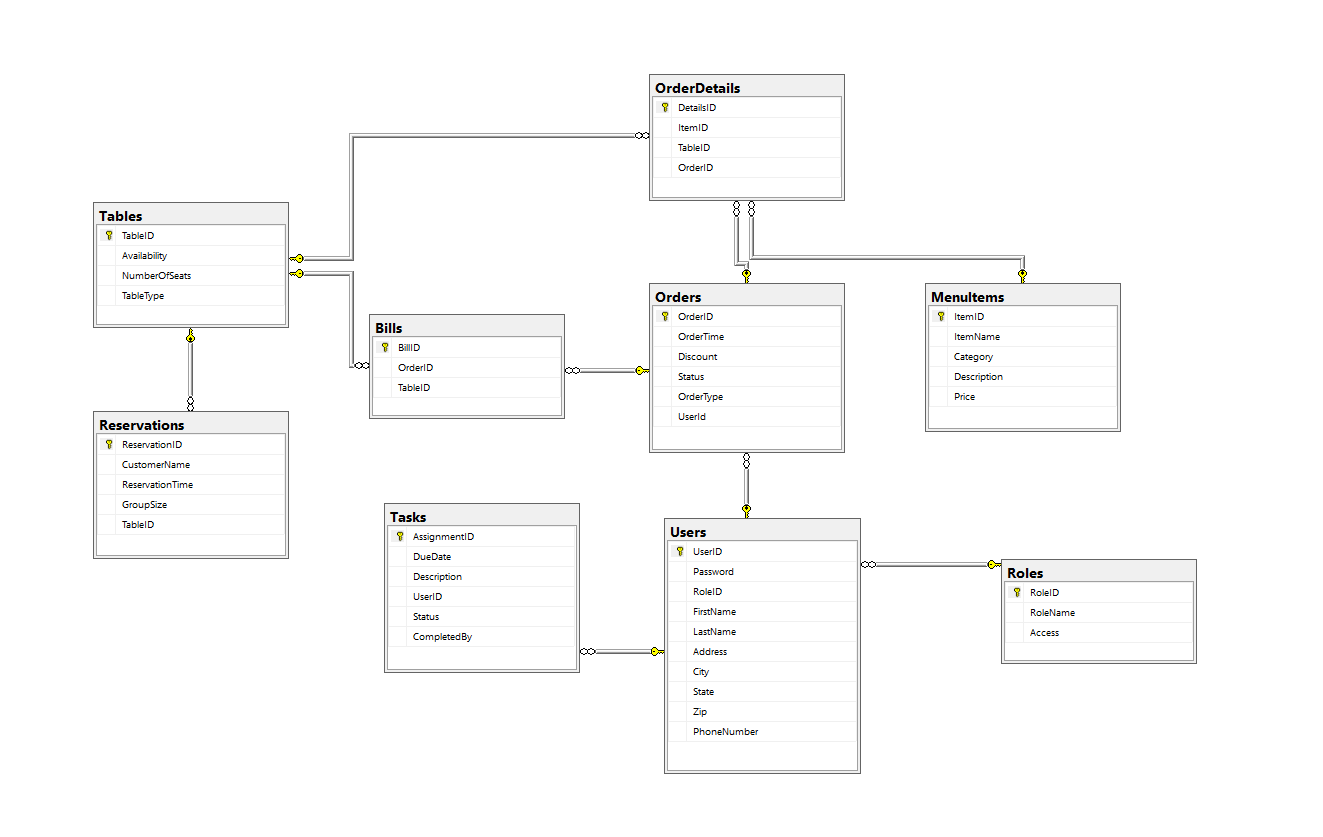 OrderDetails
DetailsID
ItemID
TableID
OrderID
Tables
TableID
Availability
NumberOfSeats
TableType
Bills
BillID
OrderID
TableID
Orders
OrderID
OrderTime
Discount
Status
OrderType
UserId
MenuItems
ItemID
ItemName
Category
Description
Price
Reservations
ReservationID
CustomerName
ReservationTime
GroupSize
TableID
Tasks
AssignmentID
DueDate
Description
UserID
Status
CompletedBy
Users
UserID
Password
RoleID
FirstName
LastName
Address
City
State
Zip
PhoneNumber
Roles
RoleID
RoleName
Access